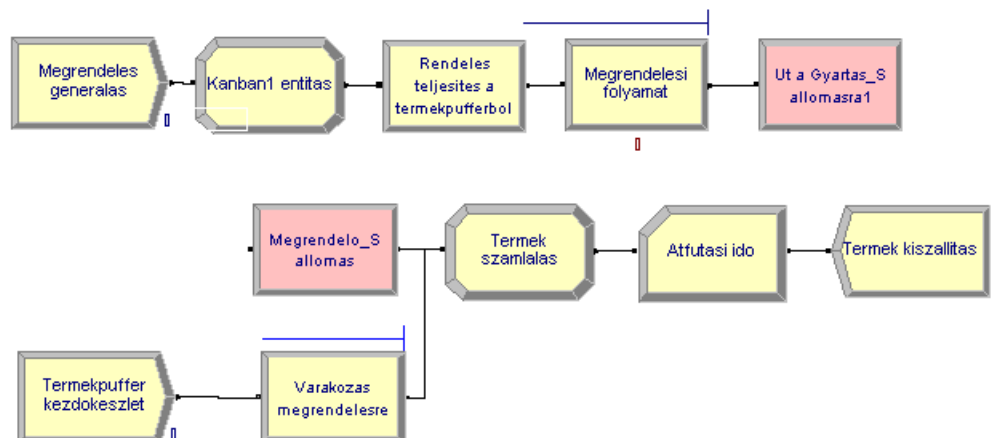 Megrendeles
generalas
Kanban1 entitas
Rendeles
teljesites a
termekpufferbol
Megrendelesi
folyamat
Ut a Gyartas_S
allomasra1
Megrendelo_S
allomas
Termek
szamlalas
Atfutasi ido
Termek kiszallitas
Termekpuffer
kezdokeszlet
Varakozas
megrendelesre